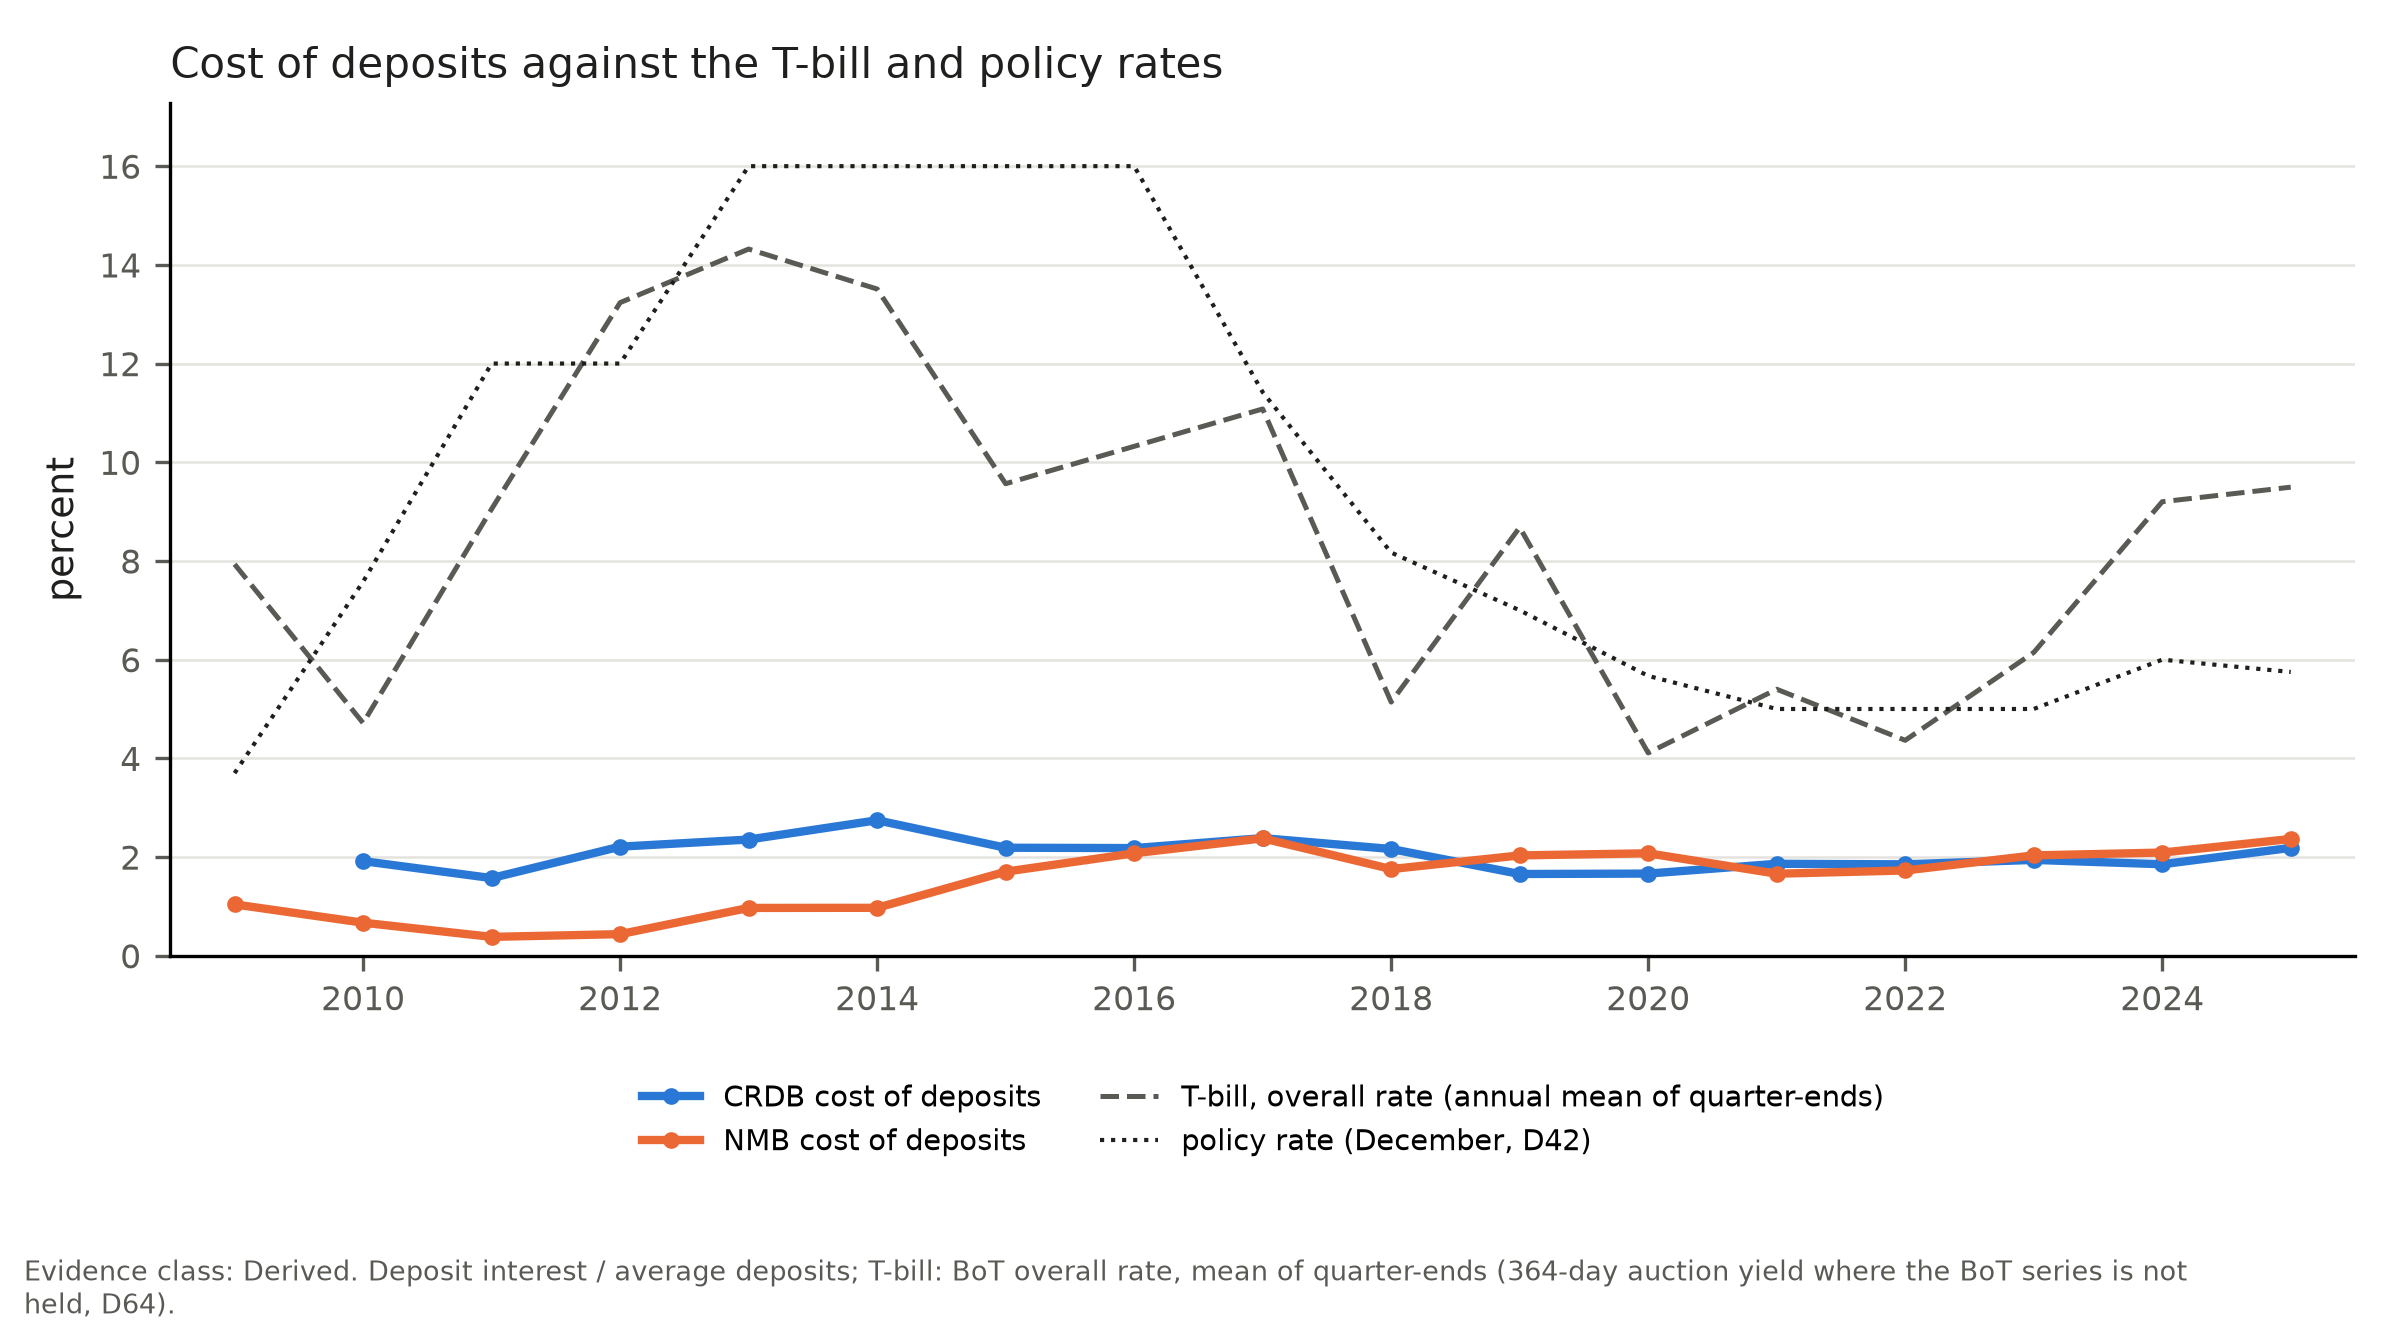 Cost of deposits against the T-bill and policy rates
percent
16
14
12
10
8
6
4
2
0
2010 2012 2014 2016 2018 2020 2022 2024
CRDB cost of deposits
NMB cost of deposits
T-bill, overall rate (annual mean of quarter-ends)
policy rate (December, D42)
Evidence class: Derived. Deposit interest / average deposits; T-bill: BoT overall rate, mean of quarter-ends (364-day auction yield where the BoT series is not
held, D64).